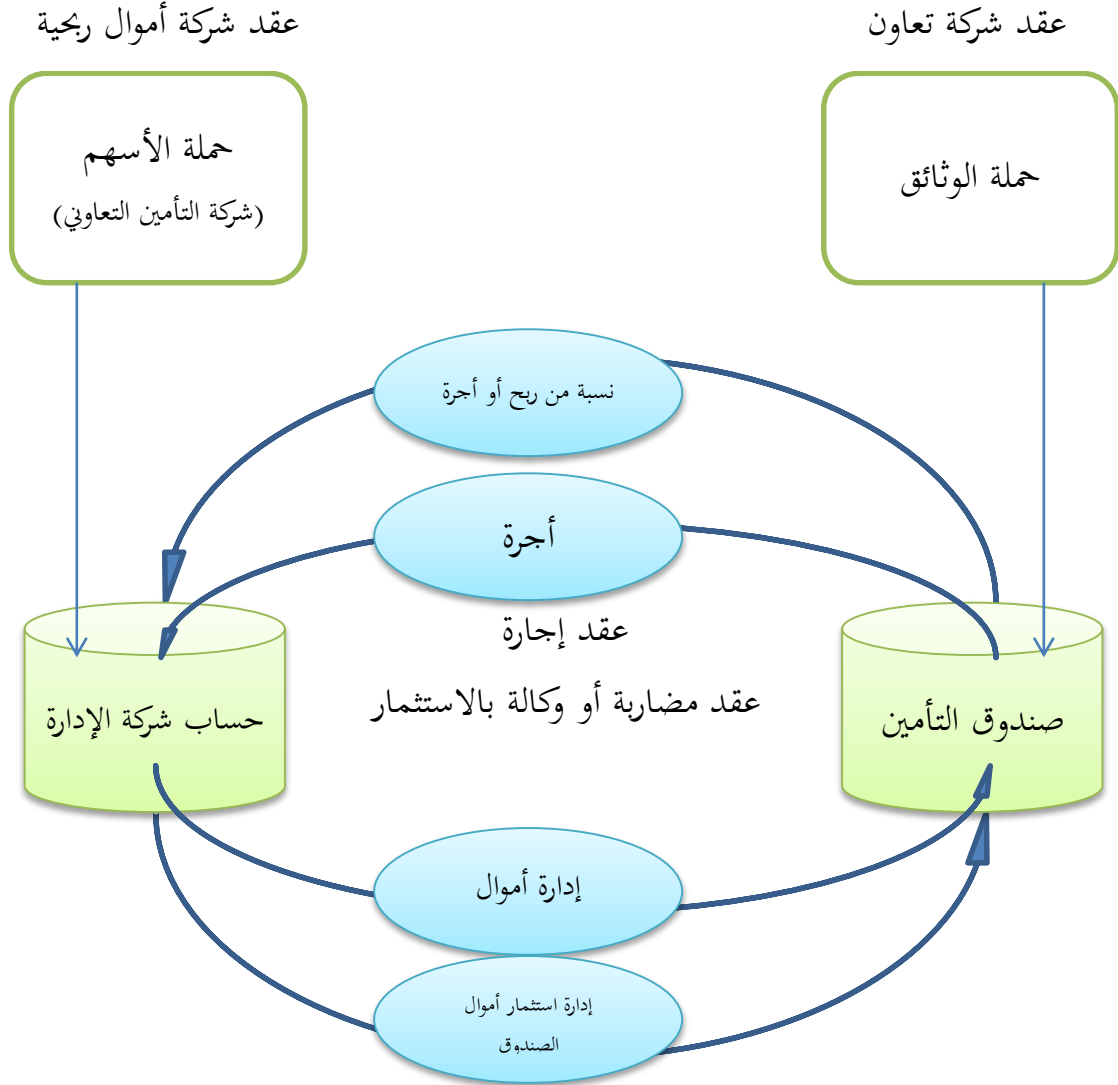 عقد شركة تعاون
عقد شركة أموال ربحية
حملة الوثائق
حملة الأسهم
(شركة التأمين التعاوني)
نسبة من ربح أو أجرة
أجرة
عقد إجارة
عقد مضاربة أو وكالة بالاستثمار
صندوق التأمين
حساب شركة الإدارة
إدارة أموال
إدارة استثمار أموال
الصندوق